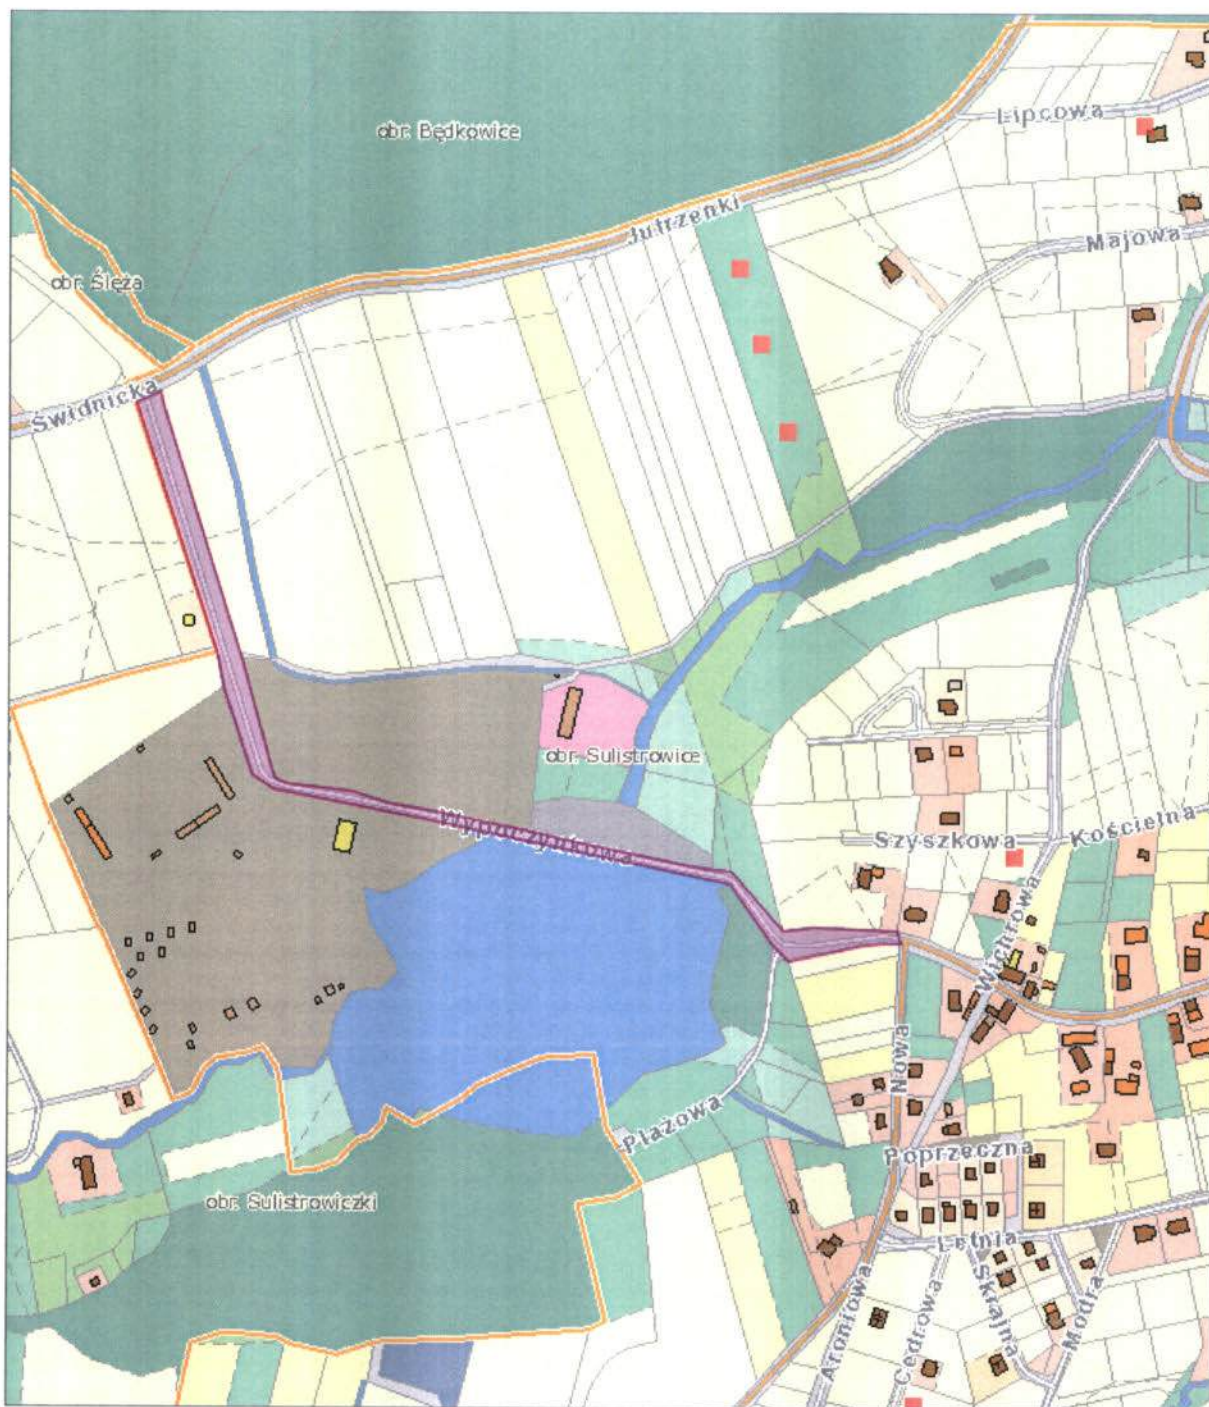 obr. Będkowice
Lipcowa
Jutrzenki
Majowa
obr. Ślęża
Świdnicka
obr. Sulistrowice
Szyszkowa
Kościelna
Wichrowa
Nowa
Plażowa
Poprzeczna
obr. Sulistrowiczki
Letnia
Skrajna
Modra
Aroniowa
Cedrowa